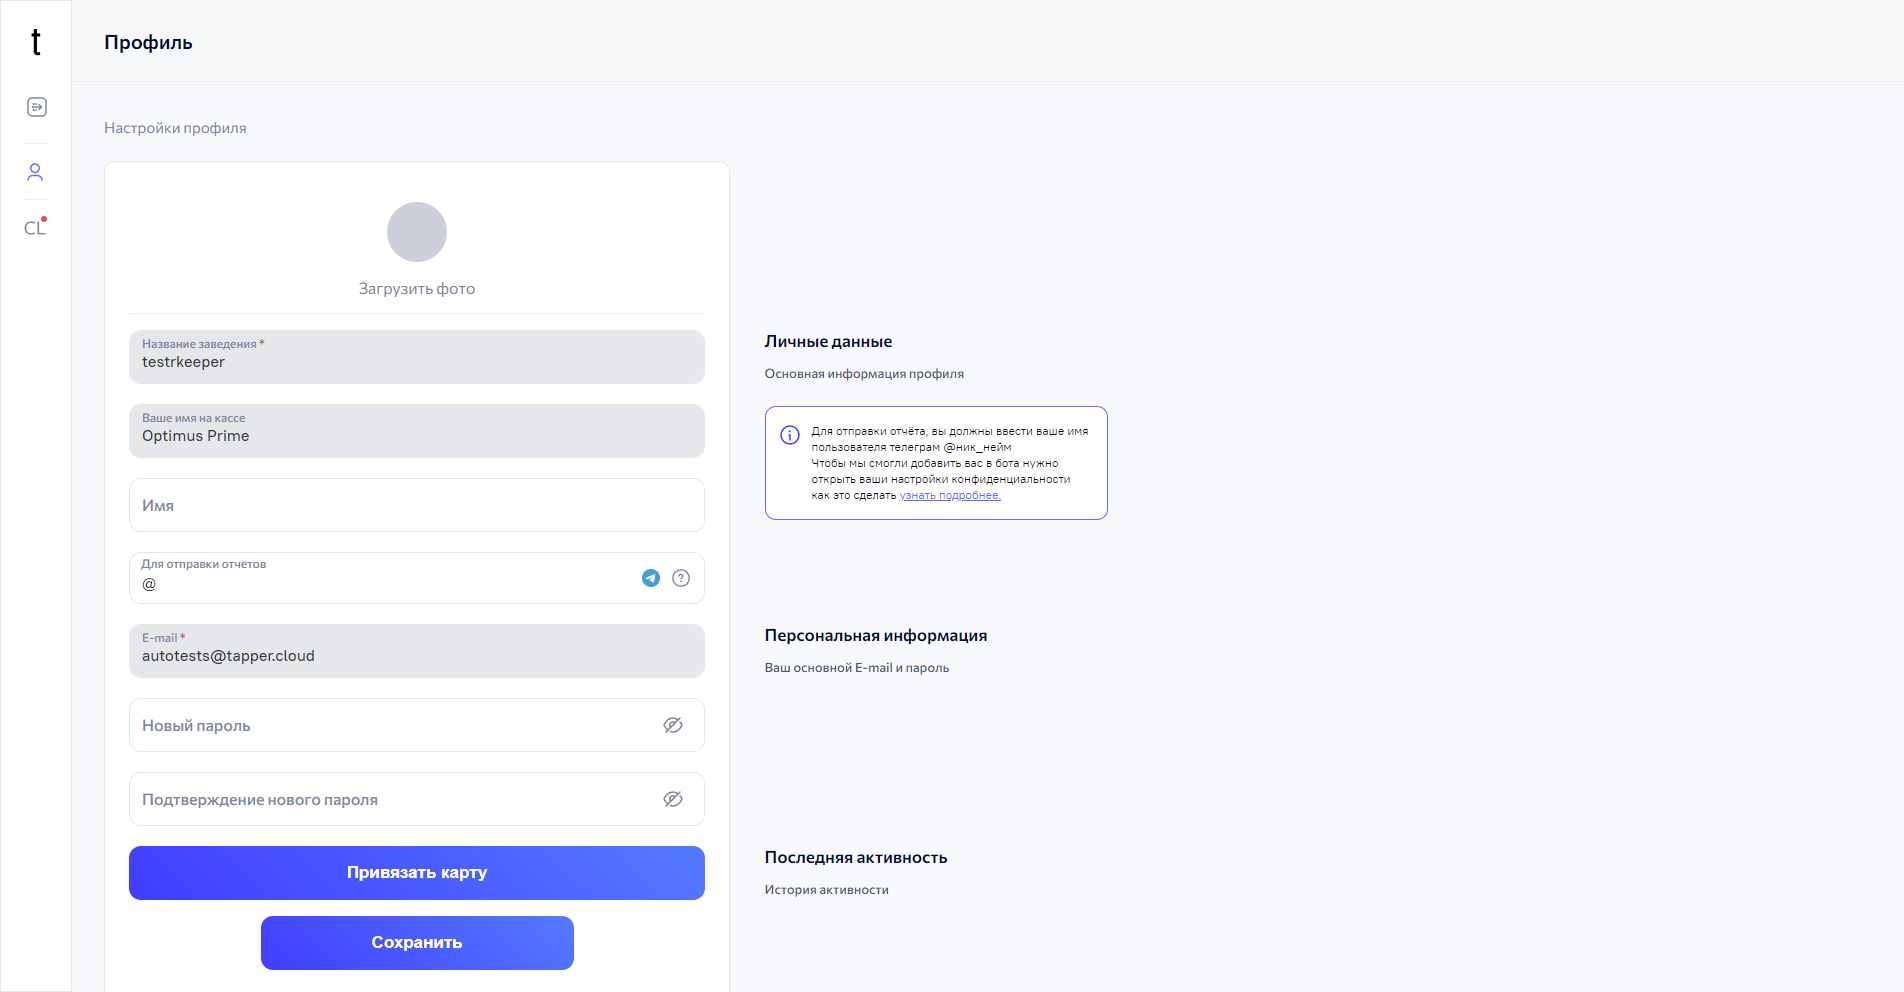 t
Профиль
CL
Настройки профиля
Загрузить фото
Название заведения *
testrkeeper
Ваше имя на кассе
Optimus Prime
Имя
Для отправки отчетов
@
E-mail *
autotests@tapper.cloud
Новый пароль
Подтверждение нового пароля
Привязать карту
Сохранить
Личные данные
Основная информация профиля
Для отправки отчёта, вы должны ввести ваше имя
пользователя телеграм @ник_нейм
Чтобы мы смогли добавить вас в бота нужно
открыть ваши настройки конфиденциальности
как это сделать узнать подробнее.
Персональная информация
Ваш основной E-mail и пароль
Последняя активность
История активности